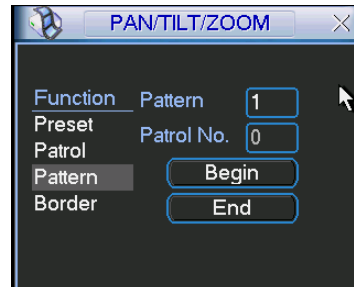 PAN/TILT/ZOOM
Function
Preset
Patrol
Pattern
Border
Pattern 1
Patrol No. 0
Begin
End